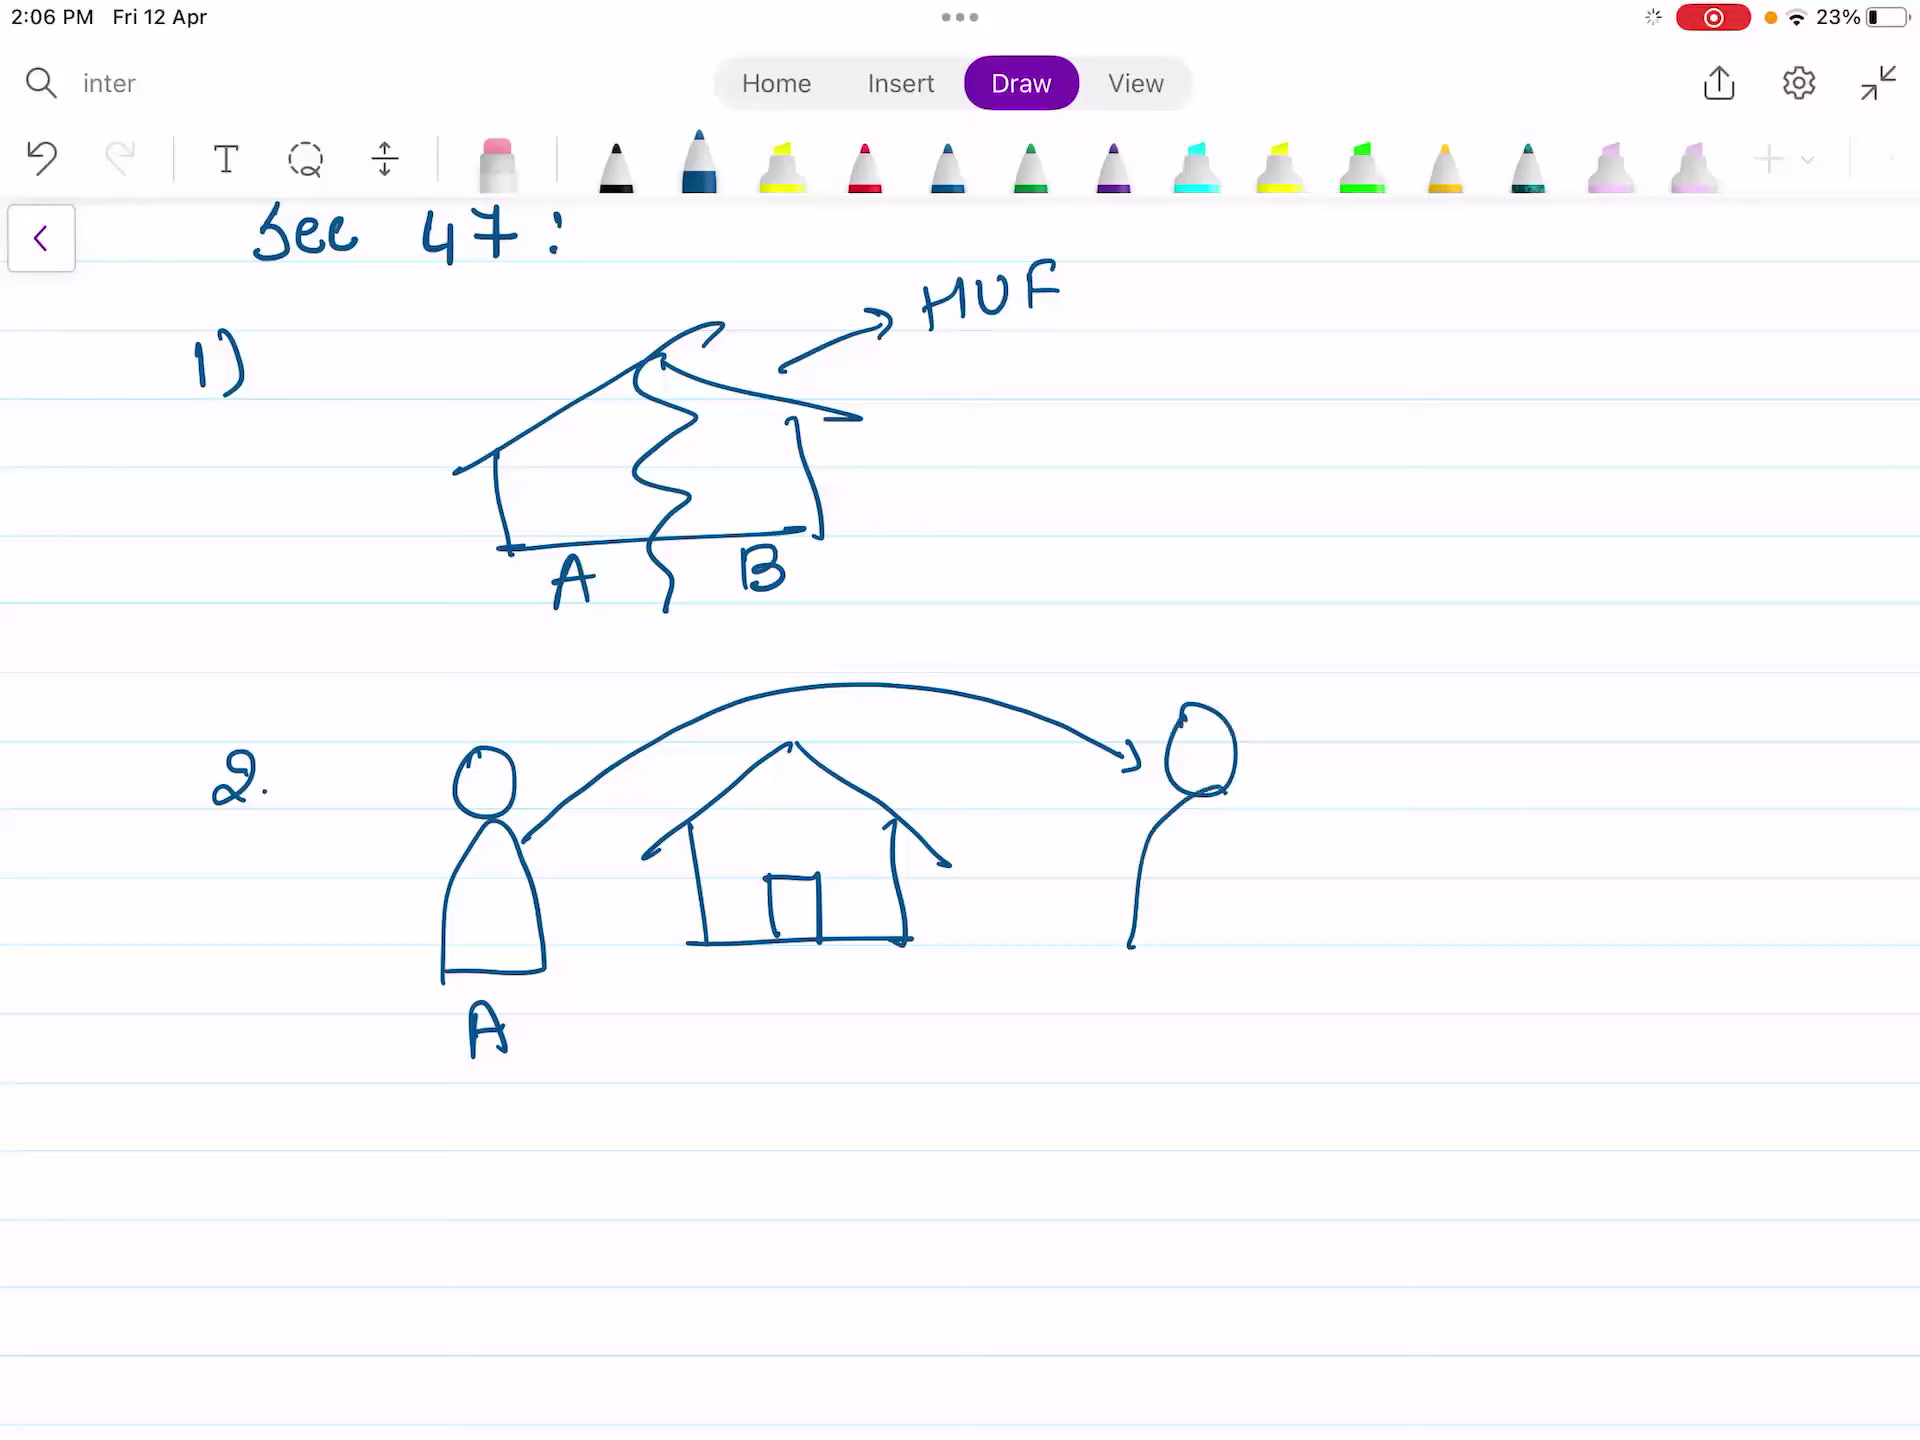 2:06 PM Fri 12 Apr 23%
inter Home Insert Draw View
T
Sec 47:
HUF
1)
A B
2.
A